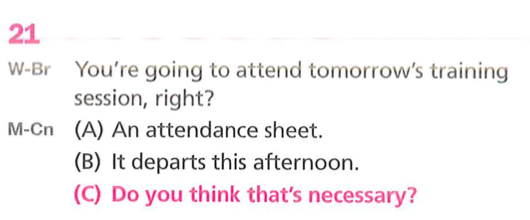 21
W-Br You're going to attend tomorrow's training
session, right?
M-Cn (A) An attendance sheet.
(B) It departs this afternoon.
(C) Do you think that's necessary?